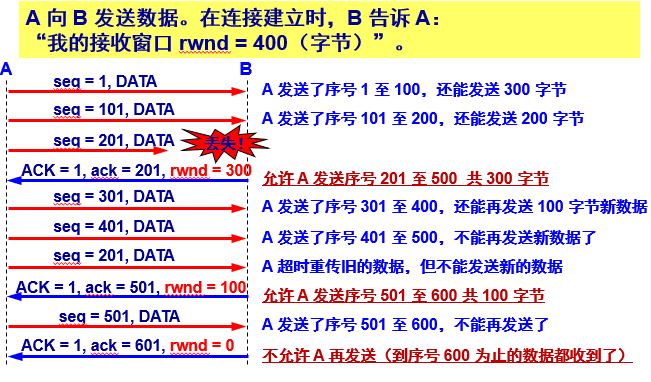 A 向 B 发送数据。在连接建立时，B 告诉 A：
“我的接收窗口 rwnd = 400（字节）”。
A B
seq = 1, DATA A 发送了序号 1 至 100，还能发送 300 字节
seq = 101, DATA A 发送了序号 101 至 200，还能发送 200 字节
seq = 201, DATA 丢失！
ACK = 1, ack = 201, rwnd = 300 允许 A 发送序号 201 至 500 共 300 字节
seq = 301, DATA A 发送了序号 301 至 400，还能再发送 100 字节新数据
seq = 401, DATA A 发送了序号 401 至 500，不能再发送新数据了
seq = 201, DATA A 超时重传旧的数据，但不能发送新的数据
ACK = 1, ack = 501, rwnd = 100 允许 A 发送序号 501 至 600 共 100 字节
seq = 501, DATA A 发送了序号 501 至 600，不能再发送了
ACK = 1, ack = 601, rwnd = 0 不允许 A 再发送（到序号 600 为止的数据都收到了）